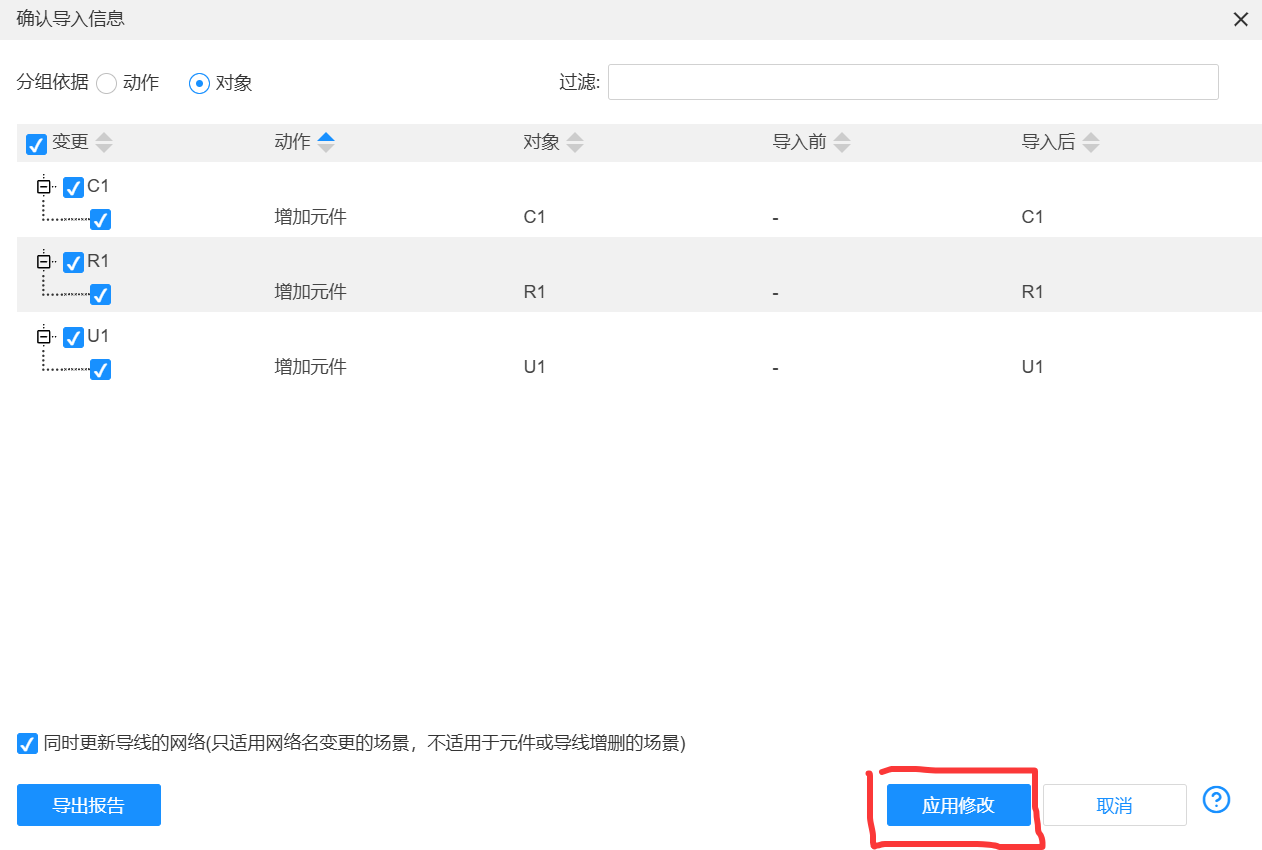 确认导入信息
分组依据 动作 对象 过滤:
变更 动作 对象 导入前 导入后
C1
增加元件 C1 - C1
R1
增加元件 R1 - R1
U1
增加元件 U1 - U1
同时更新导线的网络(只适用网络名变更的场景，不适用于元件或导线增删的场景)
导出报告 应用修改 取消